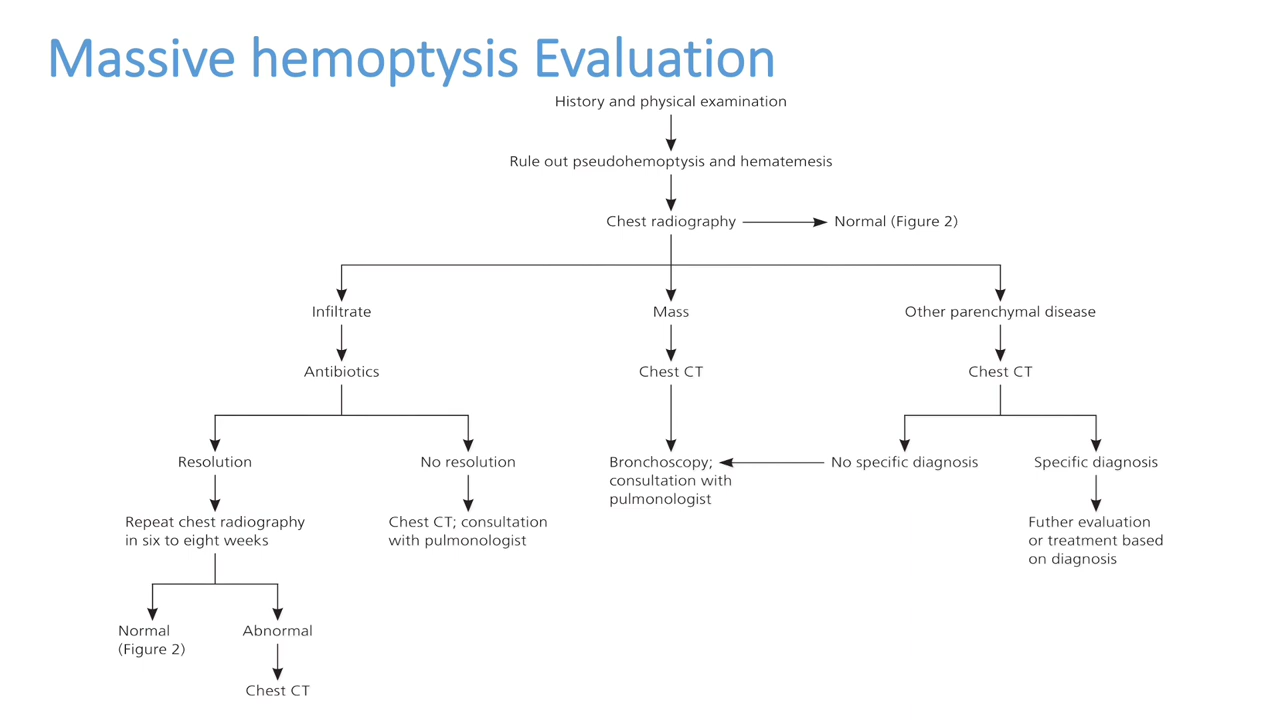 Massive hemoptysis Evaluation
History and physical examination
Rule out pseudohemoptysis and hematemesis
Chest radiography
Normal (Figure 2)
Infiltrate
Mass
Other parenchymal disease
Antibiotics
Chest CT
Chest CT
Resolution
No resolution
Bronchoscopy;
consultation with
pulmonologist
No specific diagnosis
Specific diagnosis
Repeat chest radiography
in six to eight weeks
Chest CT; consultation
with pulmonologist
Futher evaluation
or treatment based
on diagnosis
Normal
(Figure 2)
Abnormal
Chest CT